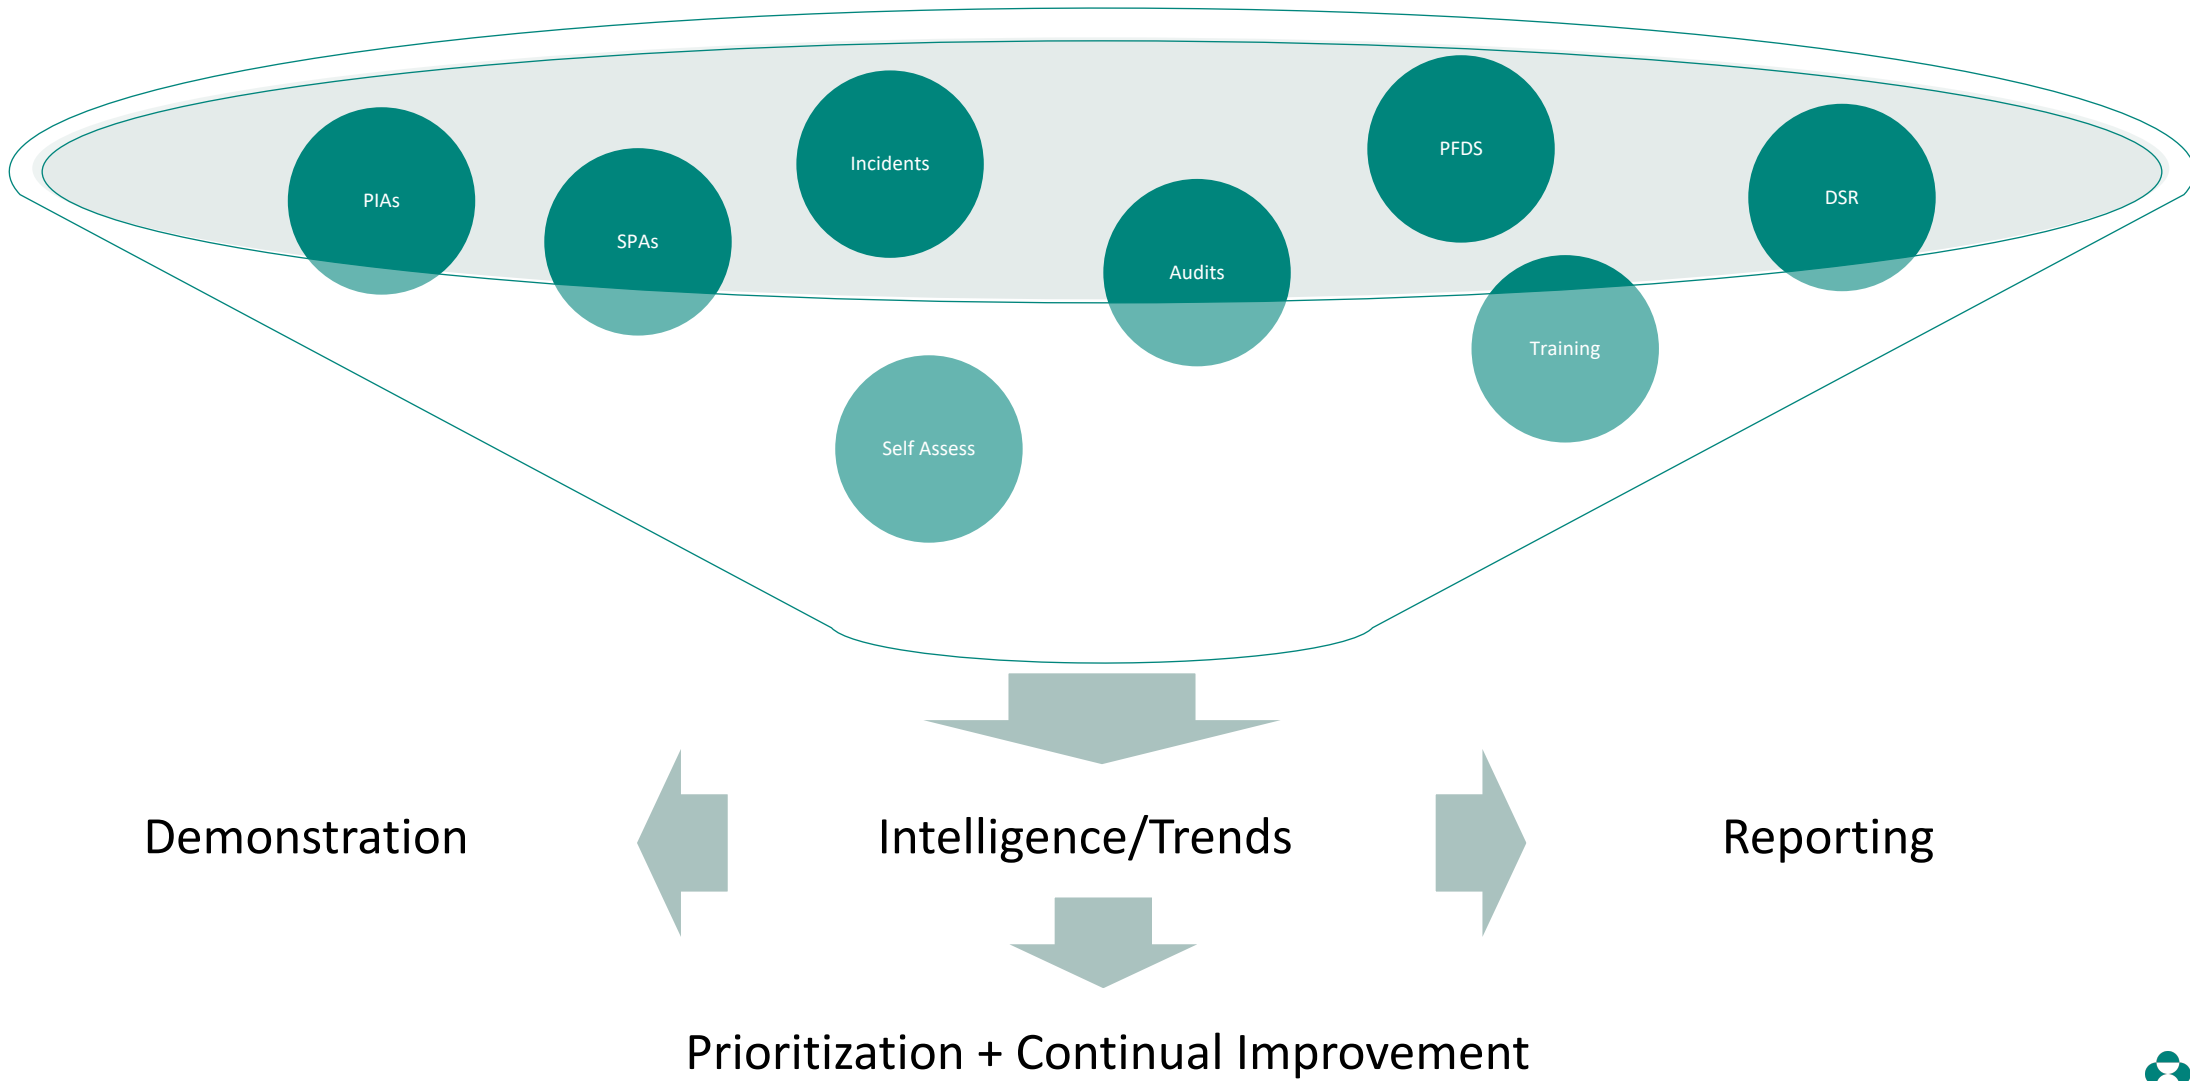 PIAs
SPAs
Incidents
Audits
PFDS
DSR
Training
Self Assess
Demonstration
Intelligence/Trends
Reporting
Prioritization + Continual Improvement